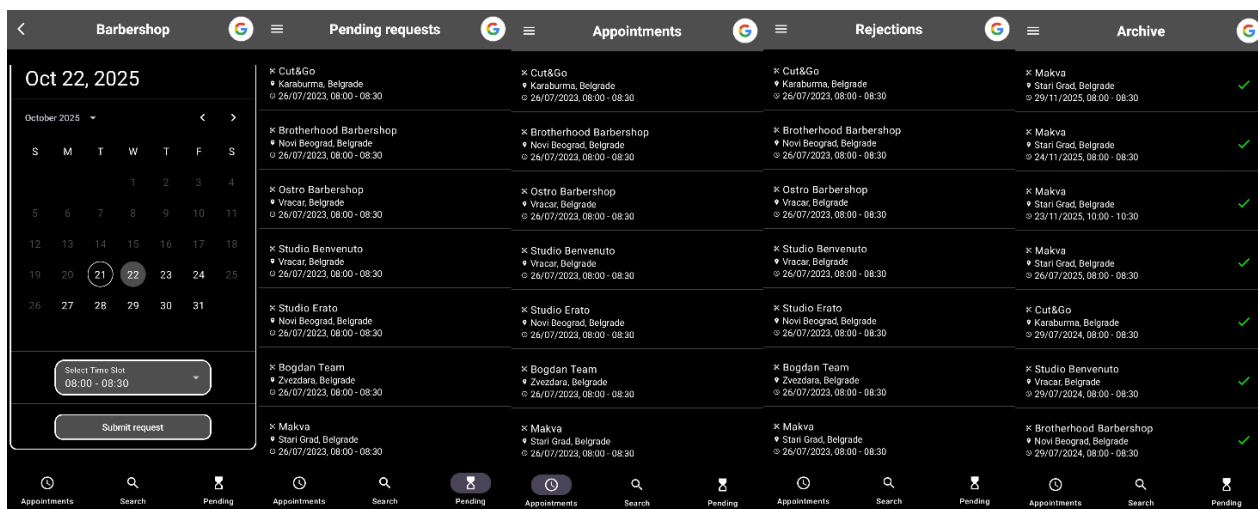 Barbershop
Oct 22, 2025
October 2025
S M T W T F S
1 2 3 4
5 6 7 8 9 10 11
12 13 14 15 16 17 18
19 20 21 22 23 24 25
26 27 28 29 30 31
Select Time Slot
08:00 - 08:30
Submit request
Appointments Search Pending
Pending requests
Cut&Go
Karaburma, Belgrade
26/07/2023, 08:00 - 08:30
Brotherhood Barbershop
Novi Beograd, Belgrade
26/07/2023, 08:00 - 08:30
Ostro Barbershop
Vracar, Belgrade
26/07/2023, 08:00 - 08:30
Studio Benvenuto
Vracar, Belgrade
26/07/2023, 08:00 - 08:30
Studio Erato
Novi Beograd, Belgrade
26/07/2023, 08:00 - 08:30
Bogdan Team
Zvezdara, Belgrade
26/07/2023, 08:00 - 08:30
Makva
Stari Grad, Belgrade
26/07/2023, 08:00 - 08:30
Appointments Search Pending
Appointments
Cut&Go
Karaburma, Belgrade
26/07/2023, 08:00 - 08:30
Brotherhood Barbershop
Novi Beograd, Belgrade
26/07/2023, 08:00 - 08:30
Ostro Barbershop
Vracar, Belgrade
26/07/2023, 08:00 - 08:30
Studio Benvenuto
Vracar, Belgrade
26/07/2023, 08:00 - 08:30
Studio Erato
Novi Beograd, Belgrade
26/07/2023, 08:00 - 08:30
Bogdan Team
Zvezdara, Belgrade
26/07/2023, 08:00 - 08:30
Makva
Stari Grad, Belgrade
26/07/2023, 08:00 - 08:30
Appointments Search Pending
Rejections
Cut&Go
Karaburma, Belgrade
26/07/2023, 08:00 - 08:30
Brotherhood Barbershop
Novi Beograd, Belgrade
26/07/2023, 08:00 - 08:30
Ostro Barbershop
Vracar, Belgrade
26/07/2023, 08:00 - 08:30
Studio Benvenuto
Vracar, Belgrade
26/07/2023, 08:00 - 08:30
Studio Erato
Novi Beograd, Belgrade
26/07/2023, 08:00 - 08:30
Bogdan Team
Zvezdara, Belgrade
26/07/2023, 08:00 - 08:30
Makva
Stari Grad, Belgrade
26/07/2023, 08:00 - 08:30
Appointments Search Pending
Archive
Makva
Stari Grad, Belgrade
29/11/2025, 08:00 - 08:30
Makva
Stari Grad, Belgrade
24/11/2025, 08:00 - 08:30
Makva
Stari Grad, Belgrade
23/11/2025, 10:00 - 10:30
Makva
Stari Grad, Belgrade
26/07/2025, 08:00 - 08:30
Cut&Go
Karaburma, Belgrade
29/07/2024, 08:00 - 08:30
Studio Benvenuto
Vracar, Belgrade
29/07/2024, 08:00 - 08:30
Brotherhood Barbershop
Novi Beograd, Belgrade
29/07/2024, 08:00 - 08:30
Appointments Search Pending